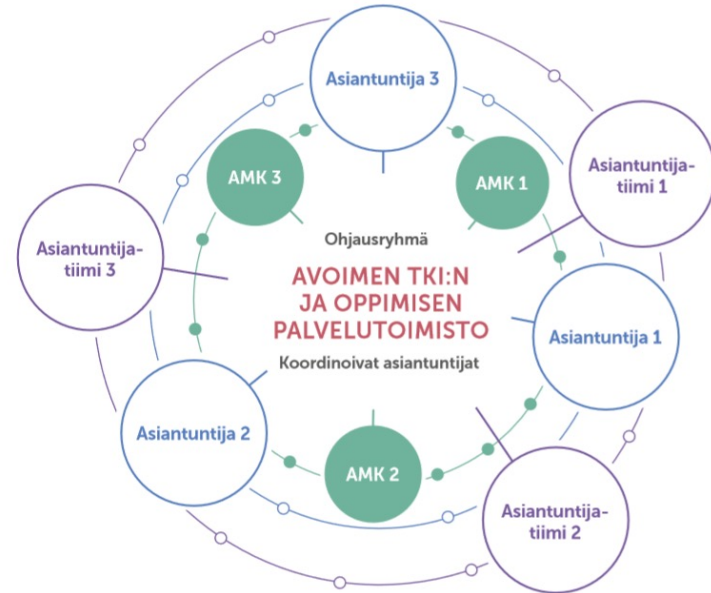 Asiantuntija 3
AMK 3
AMK 1
Asiantuntija-
tiimi 1
Asiantuntija-
tiimi 3
Ohjausryhmä
AVOIMEN TKI:N
JA OPPIMISEN
PALVELUTOIMISTO
Koordinoivat asiantuntijat
Asiantuntija 1
Asiantuntija 2
AMK 2
Asiantuntija-
tiimi 2